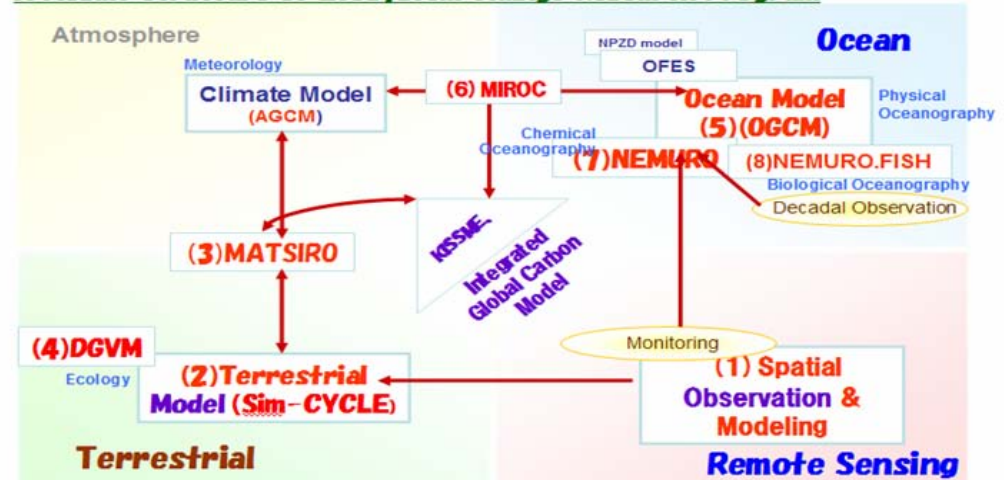 Atmosphere
Ocean
NPZD model
OFES
Meteorology
Climate Model
(AGCM)
(6) MIROC
Ocean Model
(5)(OGCM)
Physical
Oceanography
Chemical
Oceanography
(7)NEMURO
(8)NEMURO.FISH
Biological Oceanography
Decadal Observation
(3)MATSIRO
KISSME
Integrated
Global Carbon
Model
Monitoring
(4)DGVM
Ecology
(2)Terrestrial
Model (Sim-CYCLE)
(1) Spatial
Observation &
Modeling
Terrestrial
Remote Sensing